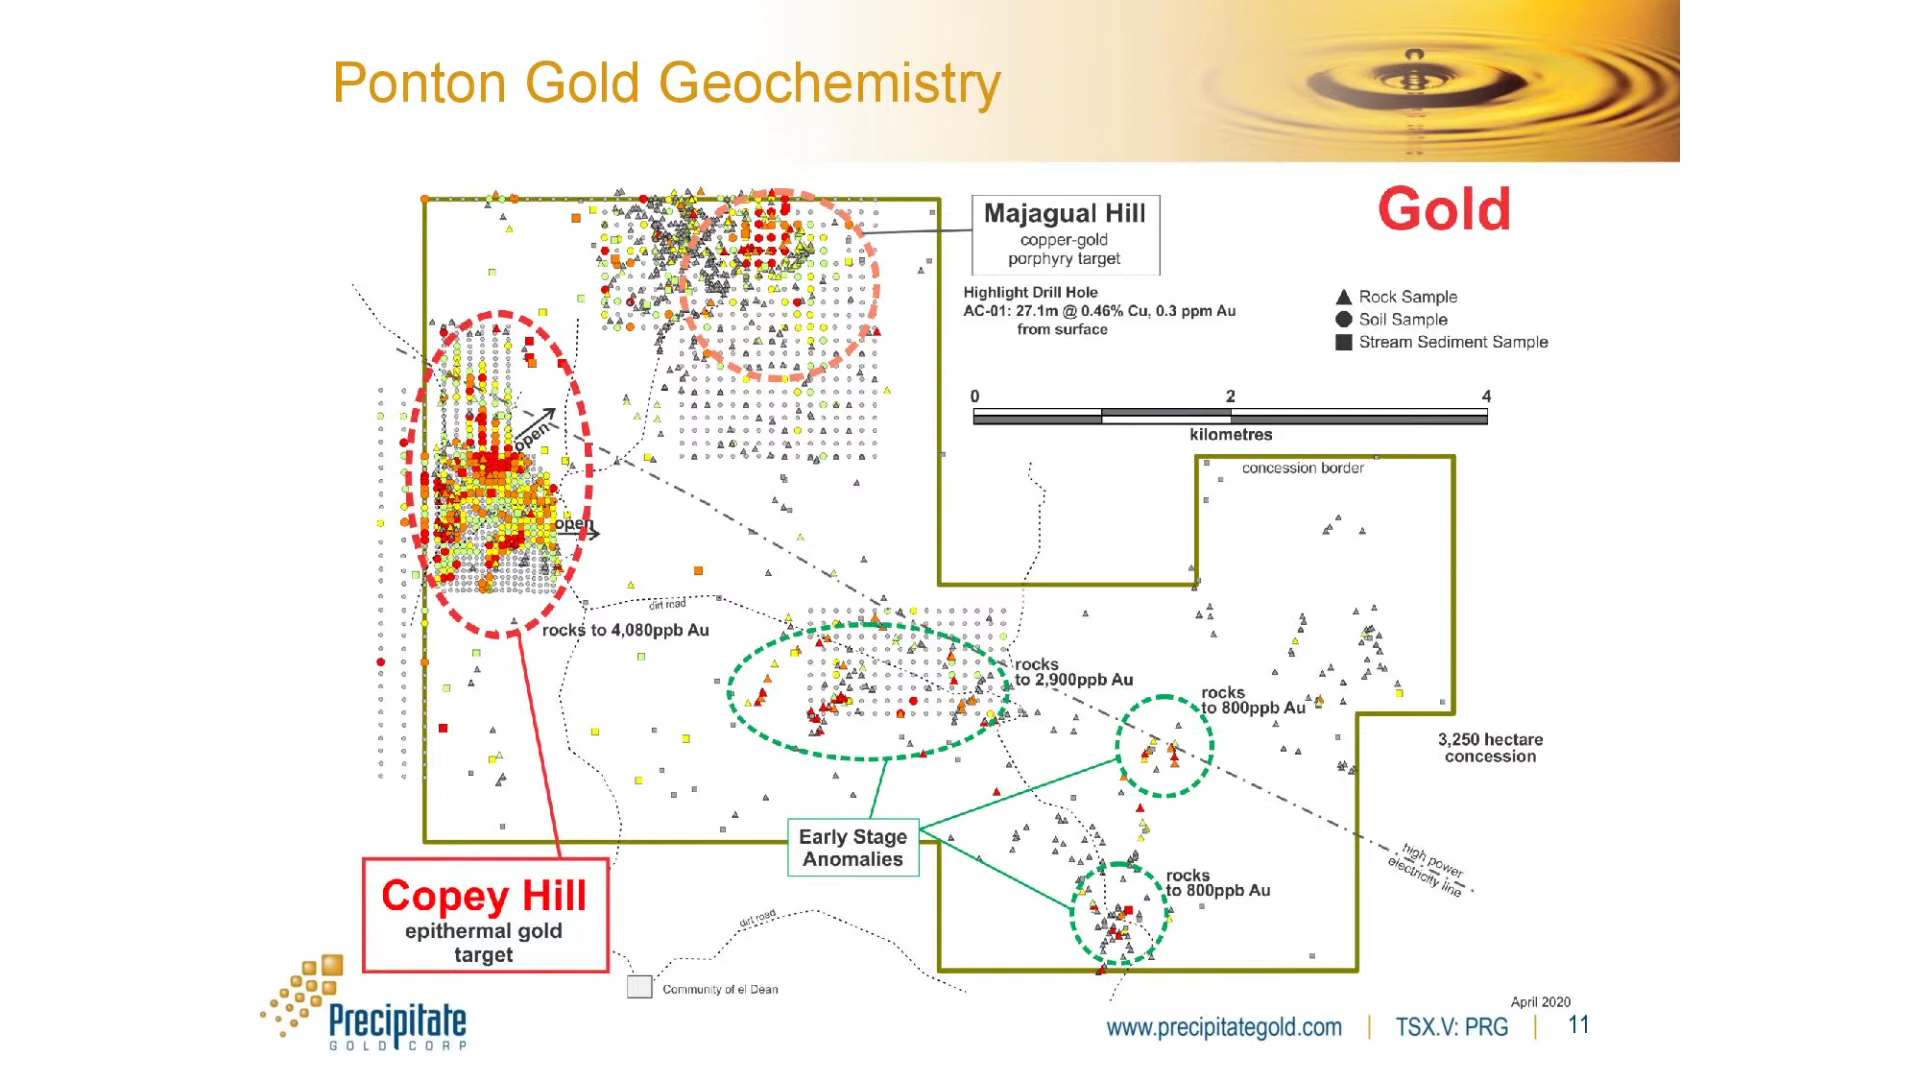 Ponton Gold Geochemistry
Gold
Majagual Hill
copper-gold
porphyry target
Highlight Drill Hole
AC-01: 27.1m @ 0.46% Cu, 0.3 ppm Au
from surface
Rock Sample
Soil Sample
Stream Sediment Sample
0 2 4
kilometres
concession border
open
open
dirt road
rocks to 4,080ppb Au
rocks
to 2,900ppb Au
rocks
to 800ppb Au
3,250 hectare
concession
Early Stage
Anomalies
high power
electricity line
rocks
to 800ppb Au
Copey Hill
epithermal gold
target
dirt road
Community of el Dean
Precipitate
GOLD CORP
April 2020
www.precipitategold.com | TSX.V: PRG | 11